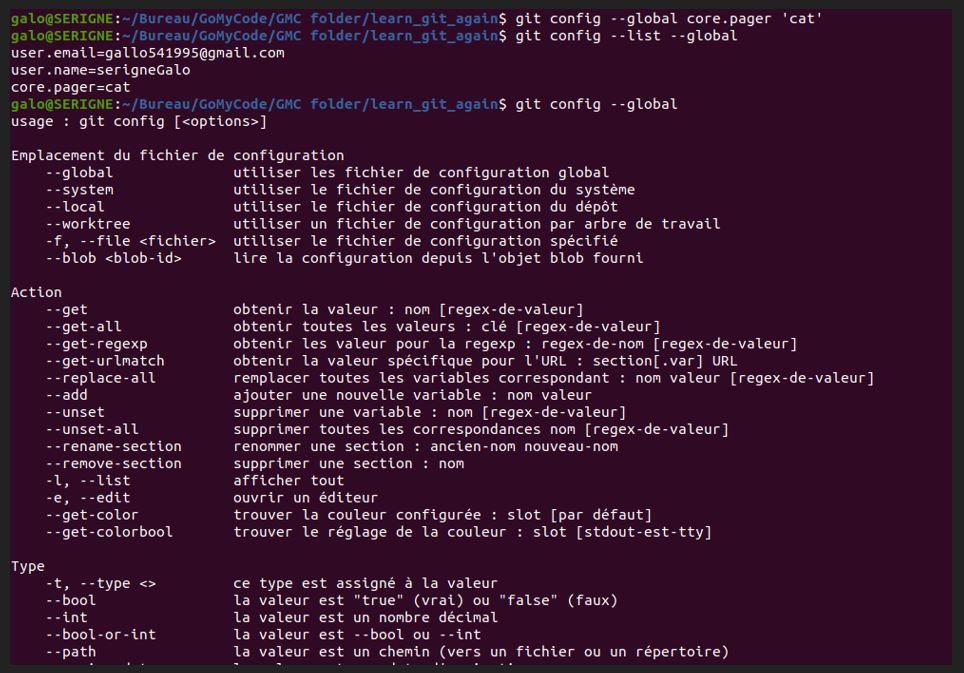 galo@SERIGNE:~/Bureau/GoMyCode/GMC folder/learn_git_again$ git config --global core.pager 'cat'
galo@SERIGNE:~/Bureau/GoMyCode/GMC folder/learn_git_again$ git config --list --global
user.email=gallo541995@gmail.com
user.name=serigneGalo
core.pager=cat
galo@SERIGNE:~/Bureau/GoMyCode/GMC folder/learn_git_again$ git config --global
usage : git config [<options>]
Emplacement du fichier de configuration
--global utiliser les fichier de configuration global
--system utiliser le fichier de configuration du système
--local utiliser le fichier de configuration du dépôt
--worktree utiliser un fichier de configuration par arbre de travail
-f, --file <fichier> utiliser le fichier de configuration spécifié
--blob <blob-id> lire la configuration depuis l'objet blob fourni
Action
--get obtenir la valeur : nom [regex-de-valeur]
--get-all obtenir toutes les valeurs : clé [regex-de-valeur]
--get-regexp obtenir les valeur pour la regexp : regex-de-nom [regex-de-valeur]
--get-urlmatch obtenir la valeur spécifique pour l'URL : section[.var] URL
--replace-all remplacer toutes les variables correspondant : nom valeur [regex-de-valeur]
--add ajouter une nouvelle variable : nom valeur
--unset supprimer une variable : nom [regex-de-valeur]
--unset-all supprimer toutes les correspondances nom [regex-de-valeur]
--rename-section renommer une section : ancien-nom nouveau-nom
--remove-section supprimer une section : nom
-l, --list afficher tout
-e, --edit ouvrir un éditeur
--get-color trouver la couleur configurée : slot [par défaut]
--get-colorbool trouver le réglage de la couleur : slot [stdout-est-tty]
Type
-t, --type <> ce type est assigné à la valeur
--bool la valeur est "true" (vrai) ou "false" (faux)
--int la valeur est un nombre décimal
--bool-or-int la valeur est --bool ou --int
--path la valeur est un chemin (vers un fichier ou un répertoire)